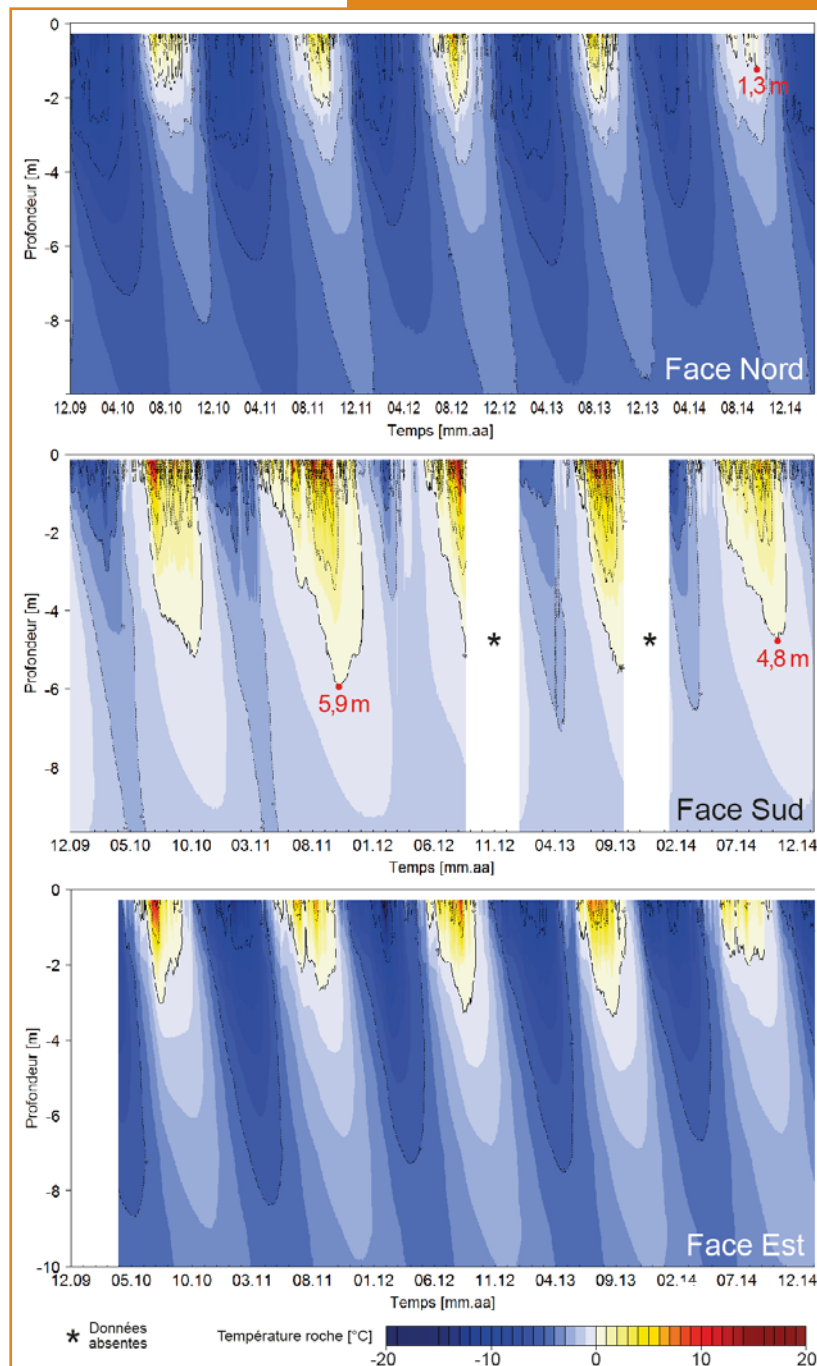 0
-2
-4
-6
-8
Profondeur [m]
1,3 m
Face Nord
12.09 04.10 08.10 12.10 04.11 08.11 12.11 04.12 08.12 12.12 04.13 08.13 12.13 04.14 08.14 12.14
Temps [mm.aa]
0
-2
-4
-6
-8
Profondeur [m]
*
*
5,9 m
4,8 m
Face Sud
12.09 05.10 10.10 03.11 08.11 01.12 06.12 11.12 04.13 09.13 02.14 07.14 12.14
Temps [mm.aa]
0
-2
-4
-6
-8
-10
Profondeur [m]
Face Est
12.09 05.10 10.10 03.11 08.11 01.12 06.12 11.12 04.13 09.13 02.14 07.14 12.14
Temps [mm.aa]
* Données
absentes
Température roche [°C]
-20 -10 0 10 20